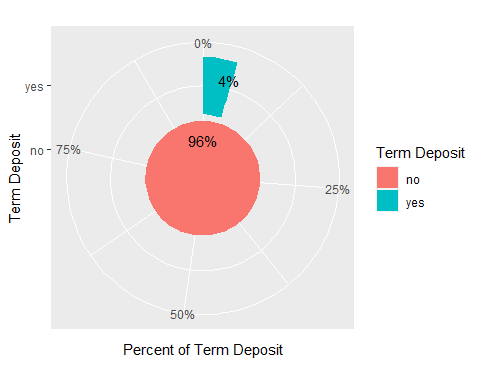 0%
4%
yes
96%
no
75%
25%
50%
Term Deposit
Percent of Term Deposit
Term Deposit
no
yes